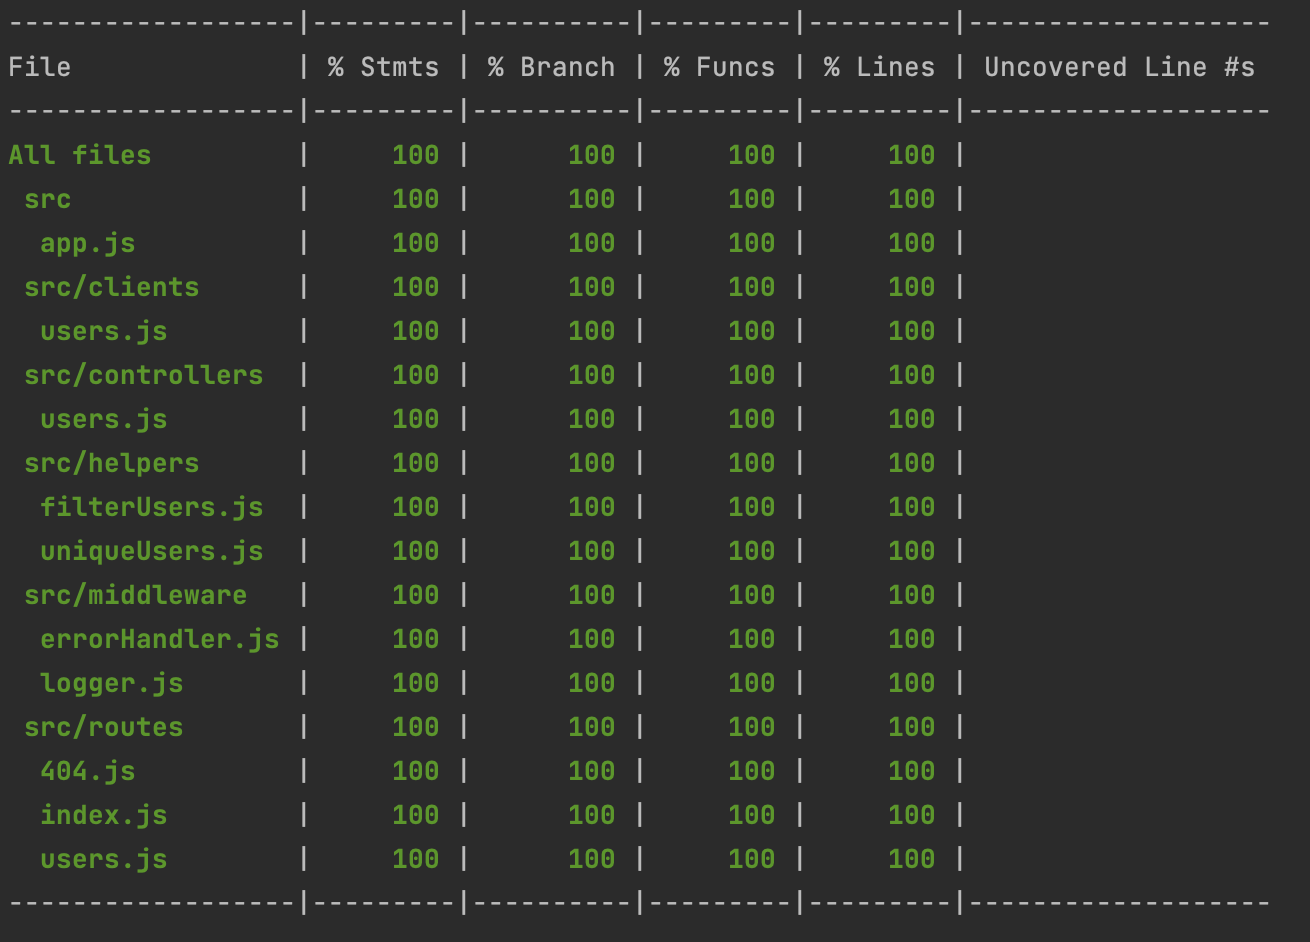 ------------------|---------|----------|---------|---------|-------------------
File              | % Stmts | % Branch | % Funcs | % Lines | Uncovered Line #s
------------------|---------|----------|---------|---------|-------------------
All files         |     100 |      100 |     100 |     100 |
 src              |     100 |      100 |     100 |     100 |
  app.js          |     100 |      100 |     100 |     100 |
 src/clients      |     100 |      100 |     100 |     100 |
  users.js        |     100 |      100 |     100 |     100 |
 src/controllers  |     100 |      100 |     100 |     100 |
  users.js        |     100 |      100 |     100 |     100 |
 src/helpers      |     100 |      100 |     100 |     100 |
  filterUsers.js  |     100 |      100 |     100 |     100 |
  uniqueUsers.js  |     100 |      100 |     100 |     100 |
 src/middleware   |     100 |      100 |     100 |     100 |
  errorHandler.js |     100 |      100 |     100 |     100 |
  logger.js       |     100 |      100 |     100 |     100 |
 src/routes       |     100 |      100 |     100 |     100 |
  404.js          |     100 |      100 |     100 |     100 |
  index.js        |     100 |      100 |     100 |     100 |
  users.js        |     100 |      100 |     100 |     100 |
------------------|---------|----------|---------|---------|-------------------